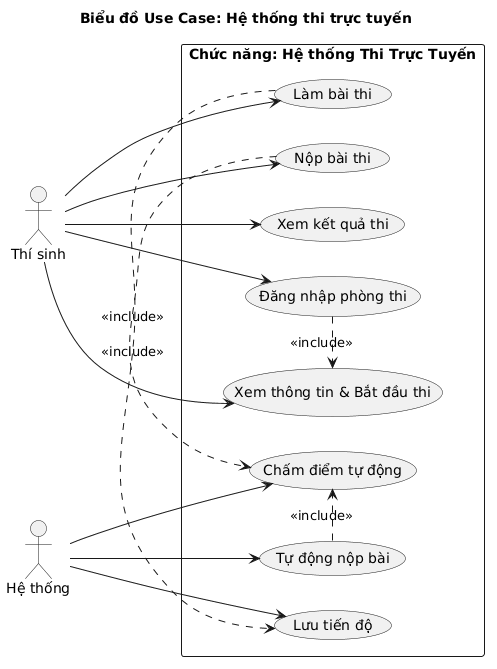 Biểu đồ Use Case: Hệ thống thi trực tuyến
Chức năng: Hệ thống Thi Trực Tuyến
Làm bài thi
Nộp bài thi
Thí sinh
Xem kết quả thi
Đăng nhập phòng thi
«include»
«include»
«include»
Xem thông tin & Bắt đầu thi
Chấm điểm tự động
«include»
Hệ thống
Tự động nộp bài
Lưu tiến độ